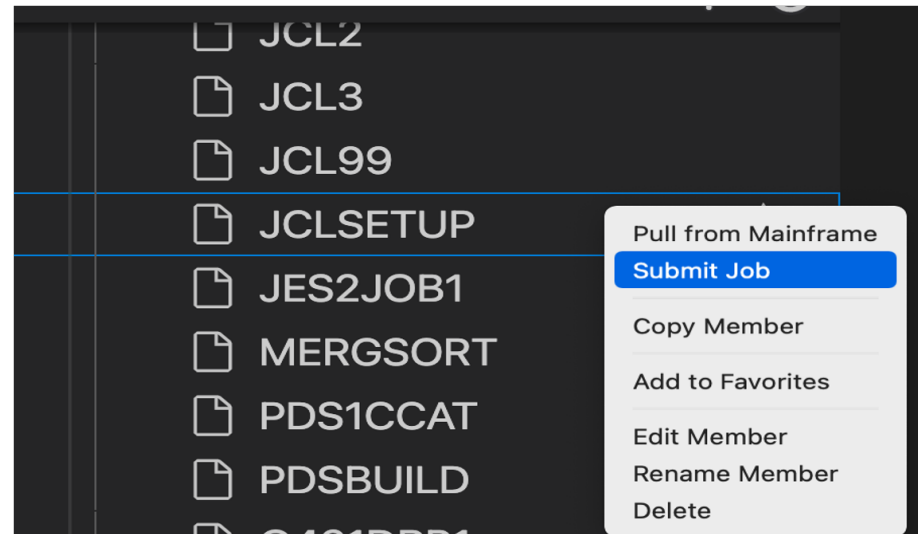 JCL2
JCL3
JCL99
JCLSETUP
JES2JOB1
MERGSORT
PDS1CCAT
PDSBUILD
Pull from Mainframe
Submit Job
Copy Member
Add to Favorites
Edit Member
Rename Member
Delete